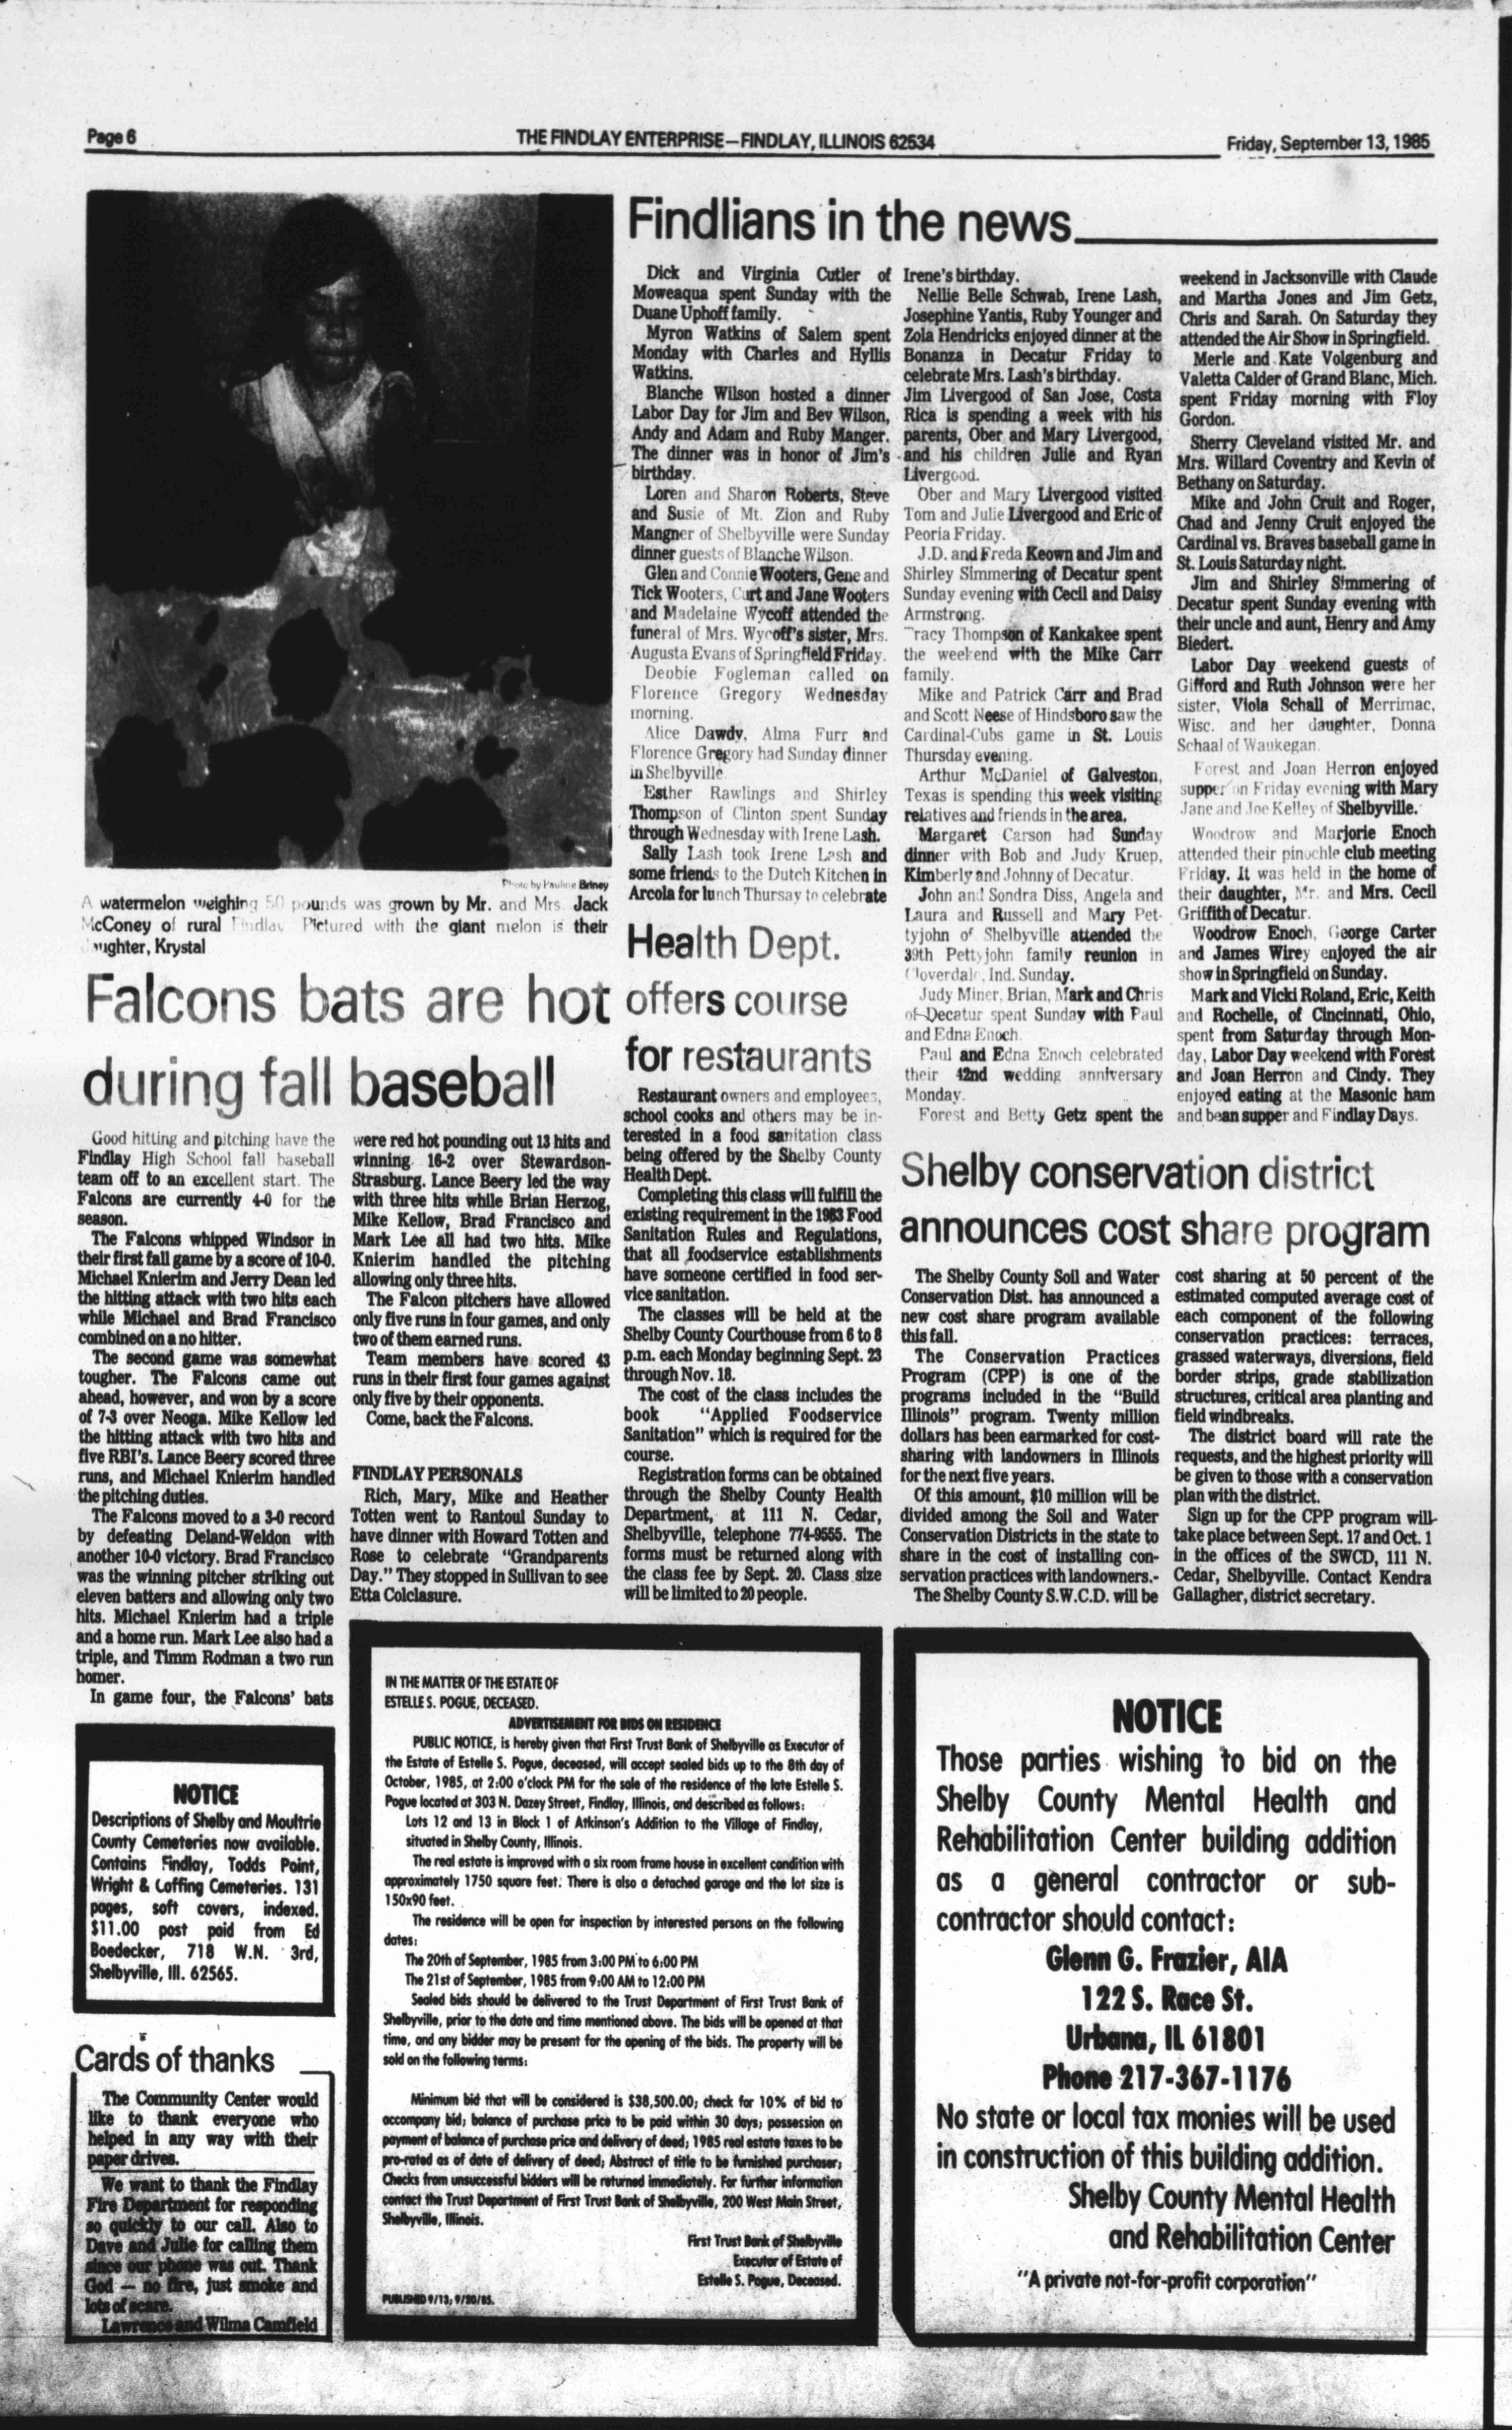 Page 6
THE FINDLAY ENTERPRISE—FINDLAY, ILLINOIS 62534
Friday, September 13, 1985
Photo by Pauline Briney
A watermelon weighing 50 pounds was grown by Mr. and Mrs. Jack
McConey of rural Findlay. Pictured with the giant melon is their
daughter, Krystal
Falcons bats are hot
during fall baseball
Good hitting and pitching have the
Findlay High School fall baseball
team off to an excellent start. The
Falcons are currently 4-0 for the
season.
The Falcons whipped Windsor in
their first fall game by a score of 10-0.
Michael Knierim and Jerry Dean led
the hitting attack with two hits each
while Michael and Brad Francisco
combined on a no hitter.
The second game was somewhat
tougher. The Falcons came out
ahead, however, and won by a score
of 7-3 over Neoga. Mike Kellow led
the hitting attack with two hits and
five RBI's. Lance Beery scored three
runs, and Michael Knierim handled
the pitching duties.
The Falcons moved to a 3-0 record
by defeating Deland-Weldon with
another 10-0 victory. Brad Francisco
was the winning pitcher striking out
eleven batters and allowing only two
hits. Michael Knierim had a triple
and a home run. Mark Lee also had a
triple, and Timm Rodman a two run
homer.
In game four, the Falcons' bats
were red hot pounding out 13 hits and
winning 16-2 over Stewardson-
Strasburg. Lance Beery led the way
with three hits while Brian Herzog,
Mike Kellow, Brad Francisco and
Mark Lee all had two hits. Mike
Knierim handled the pitching
allowing only three hits.
The Falcon pitchers have allowed
only five runs in four games, and only
two of them earned runs.
Team members have scored 43
runs in their first four games against
only five by their opponents.
Come, back the Falcons.
FINDLAY PERSONALS
Rich, Mary, Mike and Heather
Totten went to Rantoul Sunday to
have dinner with Howard Totten and
Rose to celebrate "Grandparents
Day." They stopped in Sullivan to see
Etta Colclasure.
Findlians in the news
Dick and Virginia Cutler of
Moweaqua spent Sunday with the
Duane Uphoff family.
Myron Watkins of Salem spent
Monday with Charles and Hyllis
Watkins.
Blanche Wilson hosted a dinner
Labor Day for Jim and Bev Wilson,
Andy and Adam and Ruby Manger.
The dinner was in honor of Jim's
birthday.
Loren and Sharon Roberts, Steve
and Susie of Mt. Zion and Ruby
Mangner of Shelbyville were Sunday
dinner guests of Blanche Wilson.
Glen and Connie Wooters, Gene and
Tick Wooters, Curt and Jane Wooters
and Madelaine Wycoff attended the
funeral of Mrs. Wycoff's sister, Mrs.
Augusta Evans of Springfield Friday.
Debbie Fogleman called on
Florence Gregory Wednesday
morning.
Alice Dawdy, Alma Furr and
Florence Gregory had Sunday dinner
in Shelbyville
Esther Rawlings and Shirley
Thompson of Clinton spent Sunday
through Wednesday with Irene Lash.
Sally Lash took Irene Lash and
some friends to the Dutch Kitchen in
Arcola for lunch Thursay to celebrate
Irene's birthday.
Nellie Belle Schwab, Irene Lash,
Josephine Yantis, Ruby Younger and
Zola Hendricks enjoyed dinner at the
Bonanza in Decatur Friday to
celebrate Mrs. Lash's birthday.
Jim Livergood of San Jose, Costa
Rica is spending a week with his
parents, Ober and Mary Livergood,
and his children Julie and Ryan
Livergood.
Ober and Mary Livergood visited
Tom and Julie Livergood and Eric of
Peoria Friday.
J.D. and Freda Keown and Jim and
Shirley Simmering of Decatur spent
Sunday evening with Cecil and Daisy
Armstrong.
Tracy Thompson of Kankakee spent
the weekend with the Mike Carr
family.
Mike and Patrick Carr and Brad
and Scott Neese of Hindsboro saw the
Cardinal-Cubs game in St. Louis
Thursday evening.
Arthur McDaniel of Galveston,
Texas is spending this week visiting
relatives and friends in the area.
Margaret Carson had Sunday
dinner with Bob and Judy Kruep,
Kimberly and Johnny of Decatur.
John and Sondra Diss, Angela and
Laura and Russell and Mary Pet-
tyjohn of Shelbyville attended the
39th Pettyjohn family reunion in
Cloverdale, Ind. Sunday.
Judy Miner, Brian, Mark and Chris
of Decatur spent Sunday with Paul
and Edna Enoch.
Paul and Edna Enoch celebrated
their 42nd wedding anniversary
Monday.
Forest and Betty Getz spent the
weekend in Jacksonville with Claude
and Martha Jones and Jim Getz,
Chris and Sarah. On Saturday they
attended the Air Show in Springfield.
Merle and Kate Volgenburg and
Valetta Calder of Grand Blanc, Mich.
spent Friday morning with Floy
Gordon.
Sherry Cleveland visited Mr. and
Mrs. Willard Coventry and Kevin of
Bethany on Saturday.
Mike and John Cruit and Roger,
Chad and Jenny Cruit enjoyed the
Cardinal vs. Braves baseball game in
St. Louis Saturday night.
Jim and Shirley Simmering of
Decatur spent Sunday evening with
their uncle and aunt, Henry and Amy
Biedert.
Labor Day weekend guests of
Gifford and Ruth Johnson were her
sister, Viola Schall of Merrimac,
Wisc. and her daughter, Donna
Schaal of Waukegan.
Forest and Joan Herron enjoyed
supper on Friday evening with Mary
Jane and Joe Kelley of Shelbyville.
Woodrow and Marjorie Enoch
attended their pinochle club meeting
Friday. It was held in the home of
their daughter, Mr. and Mrs. Cecil
Griffith of Decatur.
Woodrow Enoch, George Carter
and James Wirey enjoyed the air
show in Springfield on Sunday.
Mark and Vicki Roland, Eric, Keith
and Rochelle, of Cincinnati, Ohio,
spent from Saturday through Mon-
day, Labor Day weekend with Forest
and Joan Herron and Cindy. They
enjoyed eating at the Masonic ham
and bean supper and Findlay Days.
Health Dept.
offers course
for restaurants
Restaurant owners and employees,
school cooks and others may be in-
terested in a food sanitation class
being offered by the Shelby County
Health Dept.
Completing this class will fulfill the
existing requirement in the 1983 Food
Sanitation Rules and Regulations,
that all foodservice establishments
have someone certified in food ser-
vice sanitation.
The classes will be held at the
Shelby County Courthouse from 6 to 8
p.m. each Monday beginning Sept. 23
through Nov. 18.
The cost of the class includes the
book "Applied Foodservice
Sanitation" which is required for the
course.
Registration forms can be obtained
through the Shelby County Health
Department, at 111 N. Cedar,
Shelbyville, telephone 774-9555. The
forms must be returned along with
the class fee by Sept. 20. Class size
will be limited to 20 people.
Shelby conservation district
announces cost share program
The Shelby County Soil and Water
Conservation Dist. has announced a
new cost share program available
this fall.
The Conservation Practices
Program (CPP) is one of the
programs included in the "Build
Illinois" program. Twenty million
dollars has been earmarked for cost-
sharing with landowners in Illinois
for the next five years.
Of this amount, $10 million will be
divided among the Soil and Water
Conservation Districts in the state to
share in the cost of installing con-
servation practices with landowners.
The Shelby County S.W.C.D. will be
cost sharing at 50 percent of the
estimated computed average cost of
each component of the following
conservation practices: terraces,
grassed waterways, diversions, field
border strips, grade stabilization
structures, critical area planting and
field windbreaks.
The district board will rate the
requests, and the highest priority will
be given to those with a conservation
plan with the district.
Sign up for the CPP program will
take place between Sept. 17 and Oct. 1
in the offices of the SWCD, 111 N.
Cedar, Shelbyville. Contact Kendra
Gallagher, district secretary.
NOTICE
Descriptions of Shelby and Moultrie
County Cemeteries now available.
Contains Findlay, Todds Point,
Wright & Coffing Cemeteries. 131
pages, soft covers, indexed.
$11.00 post paid from Ed
Boedecker, 718 W.N. 3rd,
Shelbyville, Ill. 62565.
Cards of thanks
The Community Center would
like to thank everyone who
helped in any way with their
paper drives.
We want to thank the Findlay
Fire Department for responding
so quickly to our call. Also to
Dave and Julie for calling them
since our phone was out. Thank
God — no fire, just smoke and
lots of scare.
Lawrence and Wilma Camfield
IN THE MATTER OF THE ESTATE OF
ESTELLE S. POGUE, DECEASED.
ADVERTISEMENT FOR BIDS ON RESIDENCE
PUBLIC NOTICE, is hereby given that First Trust Bank of Shelbyville as Executor of
the Estate of Estelle S. Pogue, deceased, will accept sealed bids up to the 8th day of
October, 1985, at 2:00 o'clock PM for the sale of the residence of the late Estelle S.
Pogue located at 303 N. Dazey Street, Findlay, Illinois, and described as follows:
Lots 12 and 13 in Block 1 of Atkinson's Addition to the Village of Findlay,
situated in Shelby County, Illinois.
The real estate is improved with a six room frame house in excellent condition with
approximately 1750 square feet. There is also a detached garage and the lot size is
150x90 feet.
The residence will be open for inspection by interested persons on the following
dates:
The 20th of September, 1985 from 3:00 PM to 6:00 PM
The 21st of September, 1985 from 9:00 AM to 12:00 PM
Sealed bids should be delivered to the Trust Department of First Trust Bank of
Shelbyville, prior to the date and time mentioned above. The bids will be opened at that
time, and any bidder may be present for the opening of the bids. The property will be
sold on the following terms:
Minimum bid that will be considered is $38,500.00; check for 10% of bid to
accompany bid; balance of purchase price to be paid within 30 days; possession on
payment of balance of purchase price and delivery of deed; 1985 real estate taxes to be
pro-rated as of date of delivery of deed; Abstract of title to be furnished purchaser;
Checks from unsuccessful bidders will be returned immediately. For further information
contact the Trust Department of First Trust Bank of Shelbyville, 200 West Main Street,
Shelbyville, Illinois.
First Trust Bank of Shelbyville
Executor of Estate of
Estelle S. Pogue, Deceased.
PUBLISHED 9/13, 9/20/85.
NOTICE
Those parties wishing to bid on the
Shelby County Mental Health and
Rehabilitation Center building addition
as a general contractor or sub-
contractor should contact:
Glenn G. Frazier, AIA
122 S. Race St.
Urbana, IL 61801
Phone 217-367-1176
No state or local tax monies will be used
in construction of this building addition.
Shelby County Mental Health
and Rehabilitation Center
"A private not-for-profit corporation"